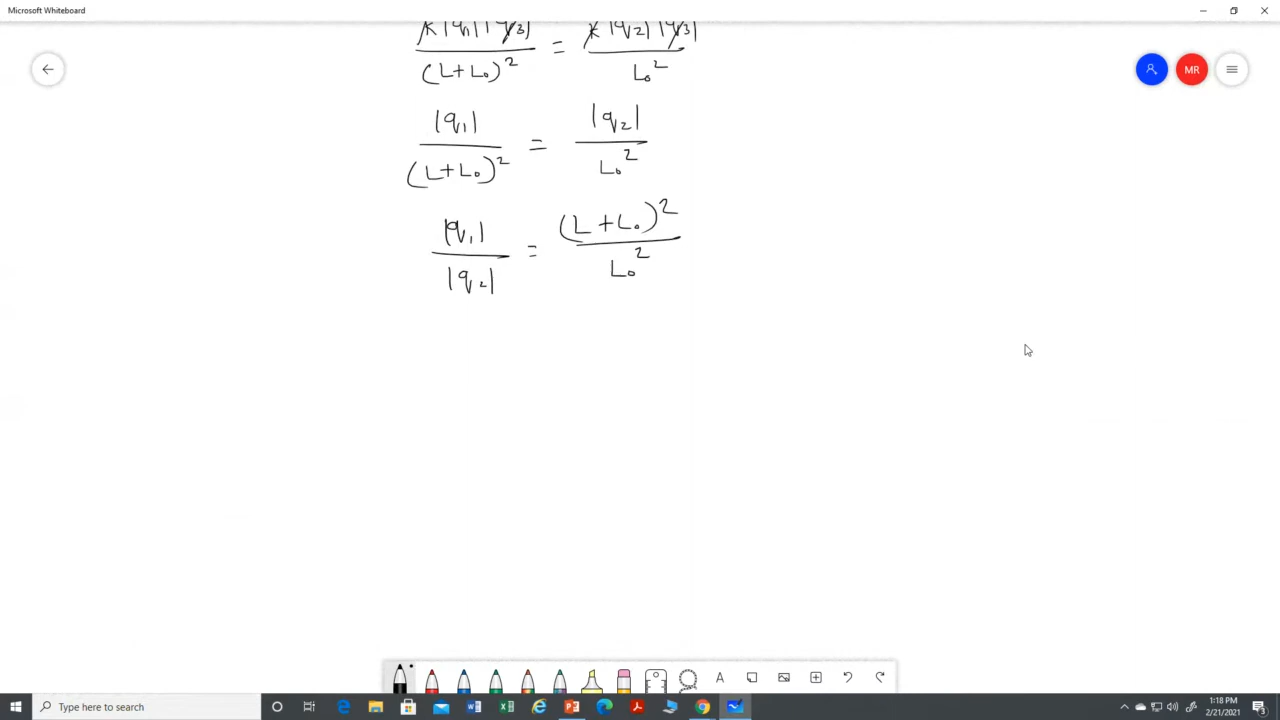 Microsoft Whiteboard
k|q₁||q₃| / (L+L₀)² = k|q₂||q₃| / L₀²
MR
|q₁| / (L+L₀)² = |q₂| / L₀²
|q₁| / |q₂| = (L+L₀)² / L₀²
A
Type here to search
1:18 PM
2/21/2021
3